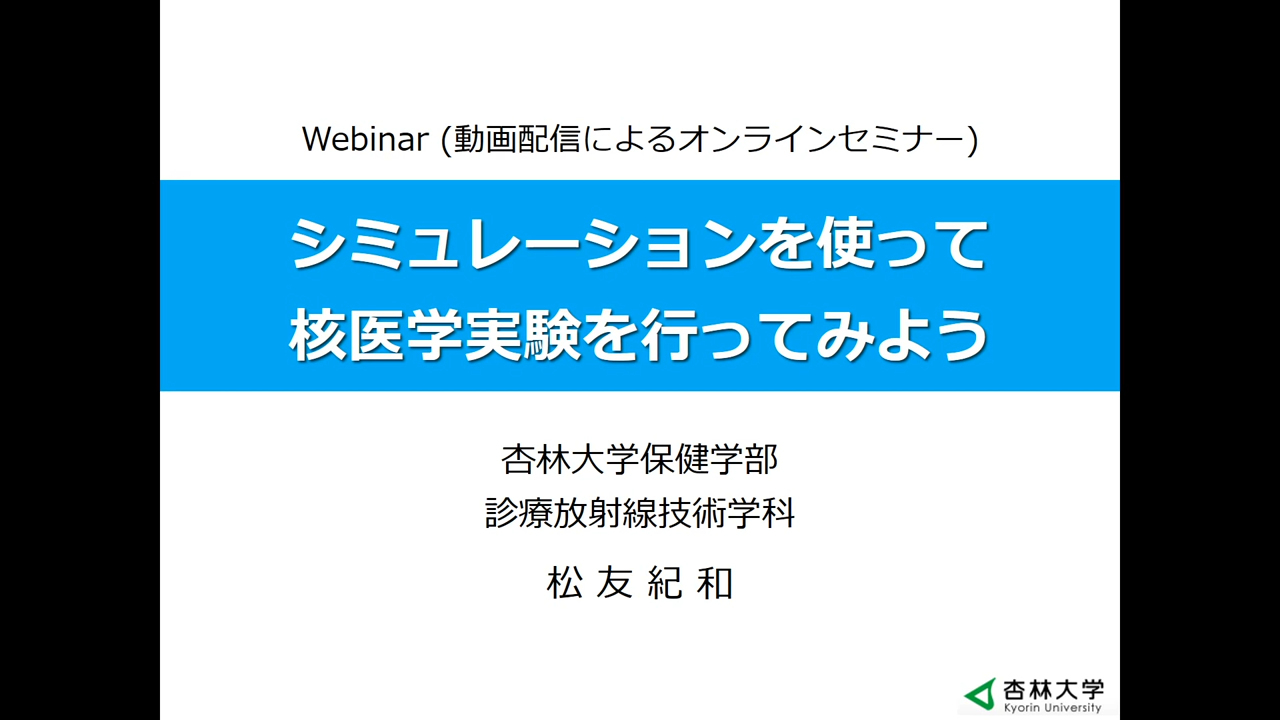 Webinar (動画配信によるオンラインセミナー)
シミュレーションを使って
核医学実験を行ってみよう
杏林大学保健学部
診療放射線技術学科
松 友 紀 和
杏林大学
Kyorin University